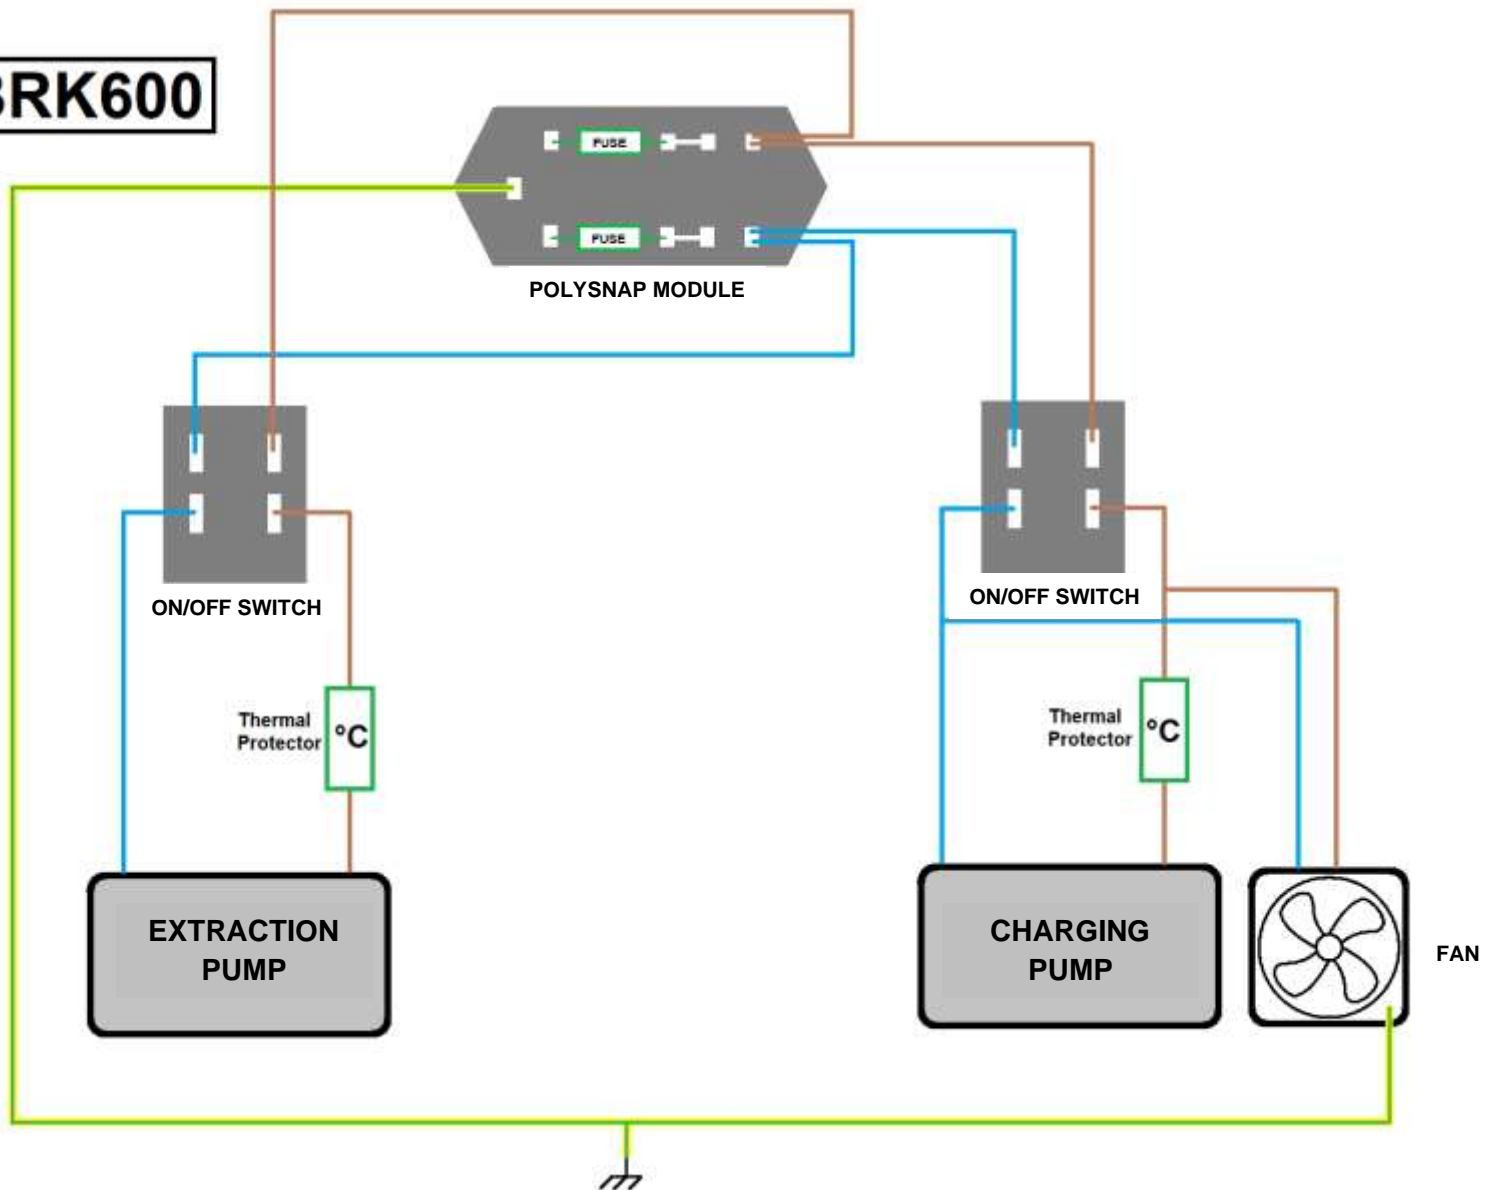 BRK600
FUSE
FUSE
POLYSNAP MODULE
ON/OFF SWITCH
ON/OFF SWITCH
Thermal
Protector
°C
Thermal
Protector
°C
EXTRACTION
PUMP
CHARGING
PUMP
FAN